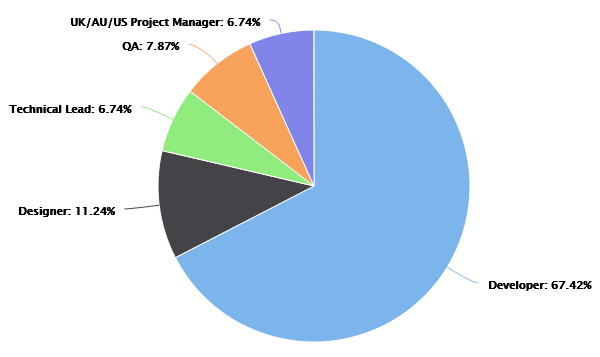 UK/AU/US Project Manager: 6.74%
QA: 7.87%
Technical Lead: 6.74%
Designer: 11.24%
Developer: 67.42%